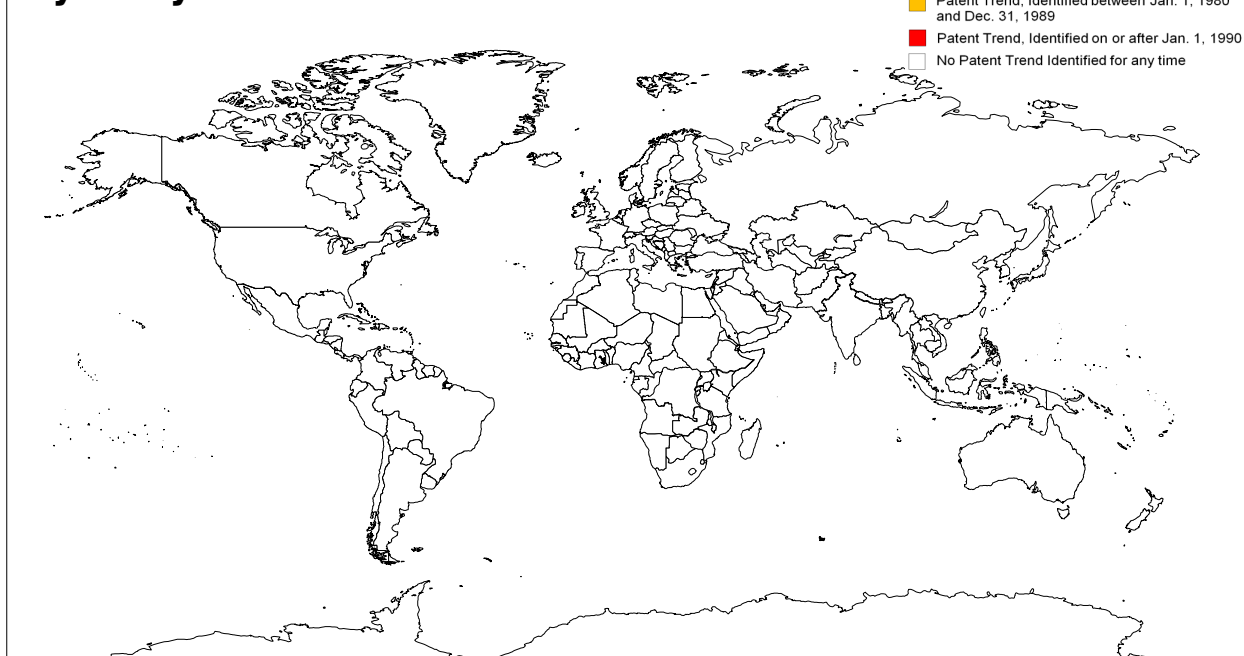 Patent Trend, Identified between Jan. 1, 1980
and Dec. 31, 1989
Patent Trend, Identified on or after Jan. 1, 1990
No Patent Trend Identified for any time